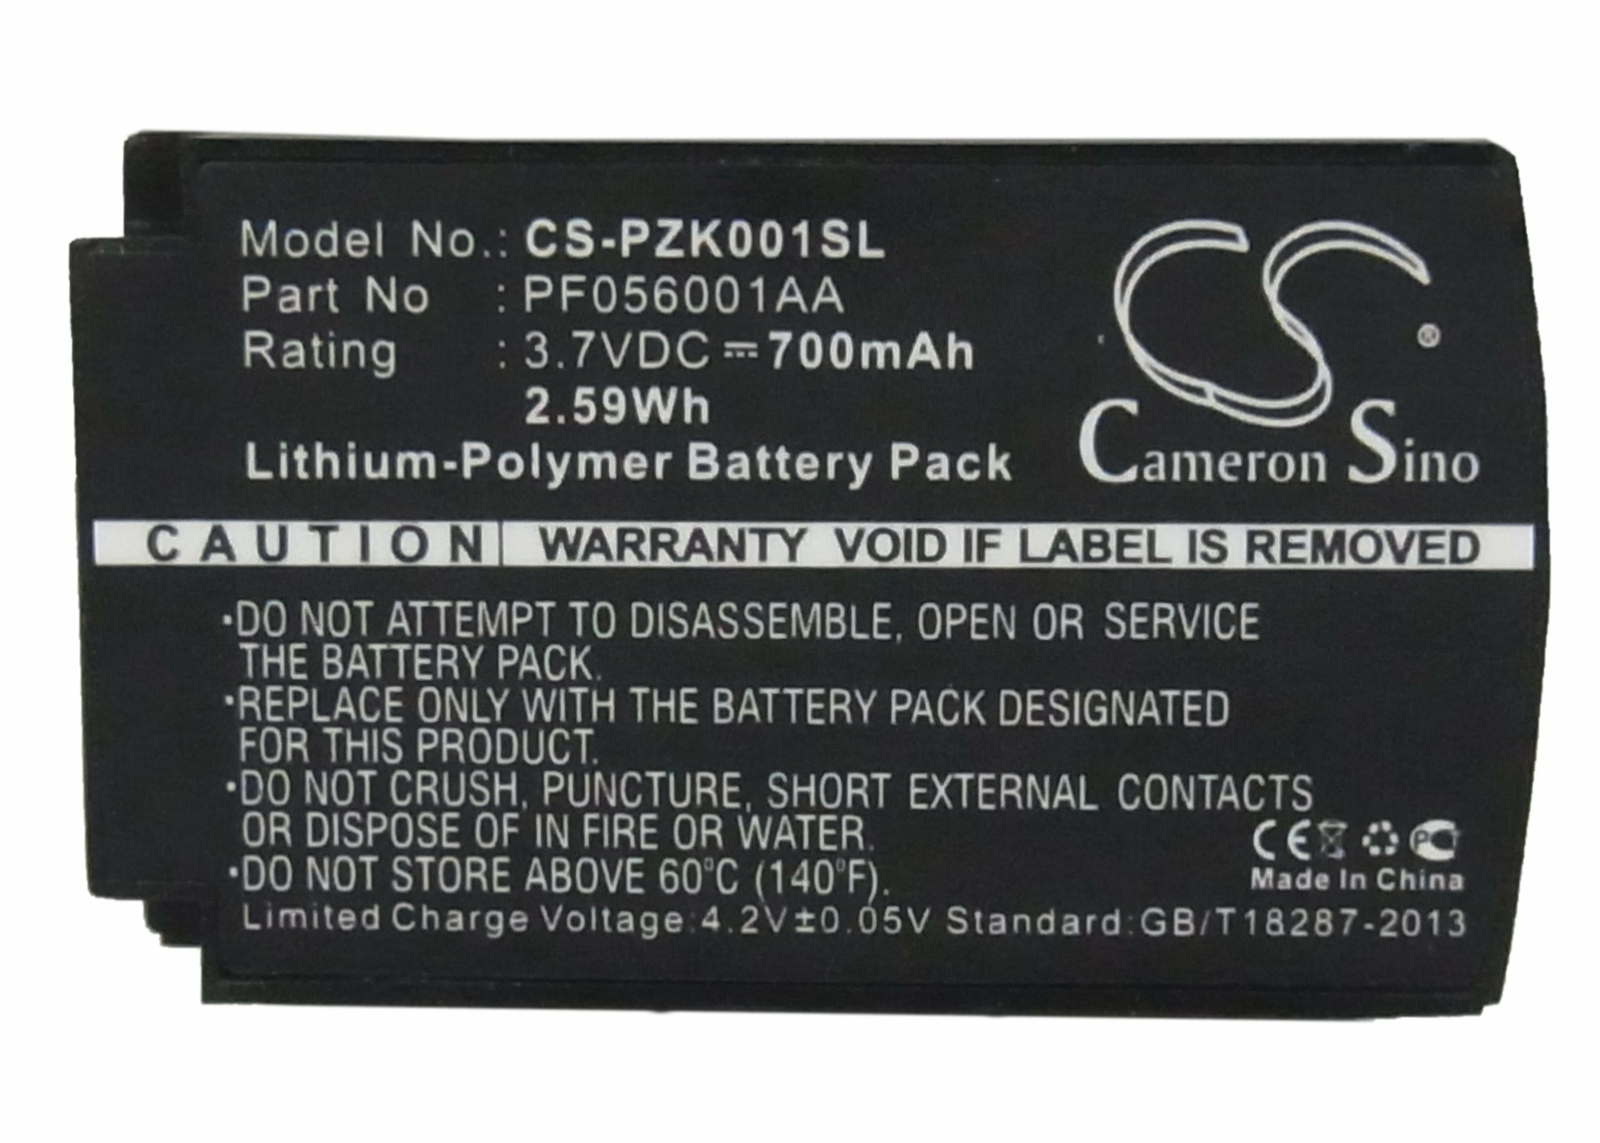 Model No.: CS-PZK001SL
Part No : PF056001AA
Rating : 3.7VDC ⎓ 700mAh
2.59Wh
Lithium-Polymer Battery Pack
CS
®
Cameron Sino
CAUTION WARRANTY VOID IF LABEL IS REMOVED
•DO NOT ATTEMPT TO DISASSEMBLE, OPEN OR SERVICE
THE BATTERY PACK.
•REPLACE ONLY WITH THE BATTERY PACK DESIGNATED
FOR THIS PRODUCT.
•DO NOT CRUSH, PUNCTURE, SHORT EXTERNAL CONTACTS
OR DISPOSE OF IN FIRE OR WATER.
•DO NOT STORE ABOVE 60°C (140°F).
CE
Made In China
Limited Charge Voltage:4.2V±0.05V Standard:GB/T18287-2013